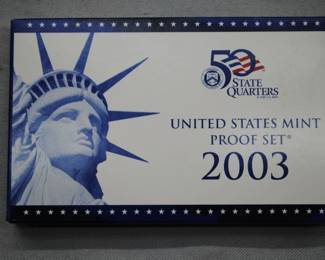 50
STATE
QUARTERS
UNITED STATES MINT
PROOF SET®
2003